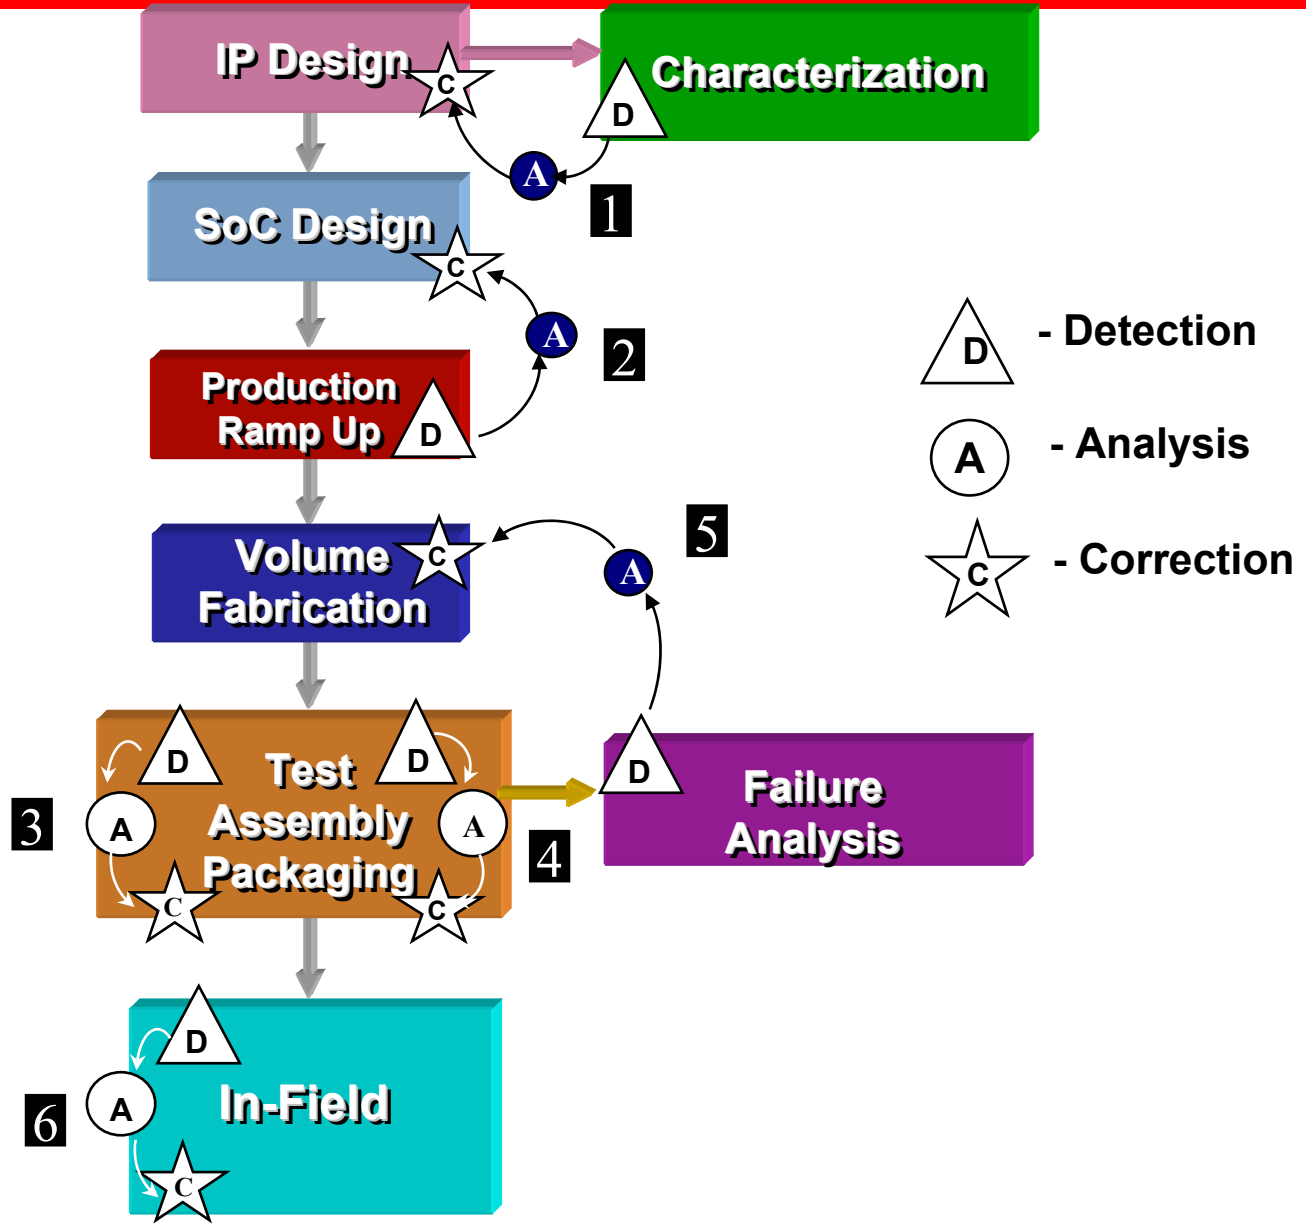 IP Design
C
Characterization
D
A
1
SoC Design
C
A
2
Production
Ramp Up
D
D
- Detection
A
- Analysis
C
- Correction
Volume
Fabrication
C
A
5
D
D
Test
Assembly
Packaging
A
A
3
4
C
C
D
Failure
Analysis
D
A
6
In-Field
C